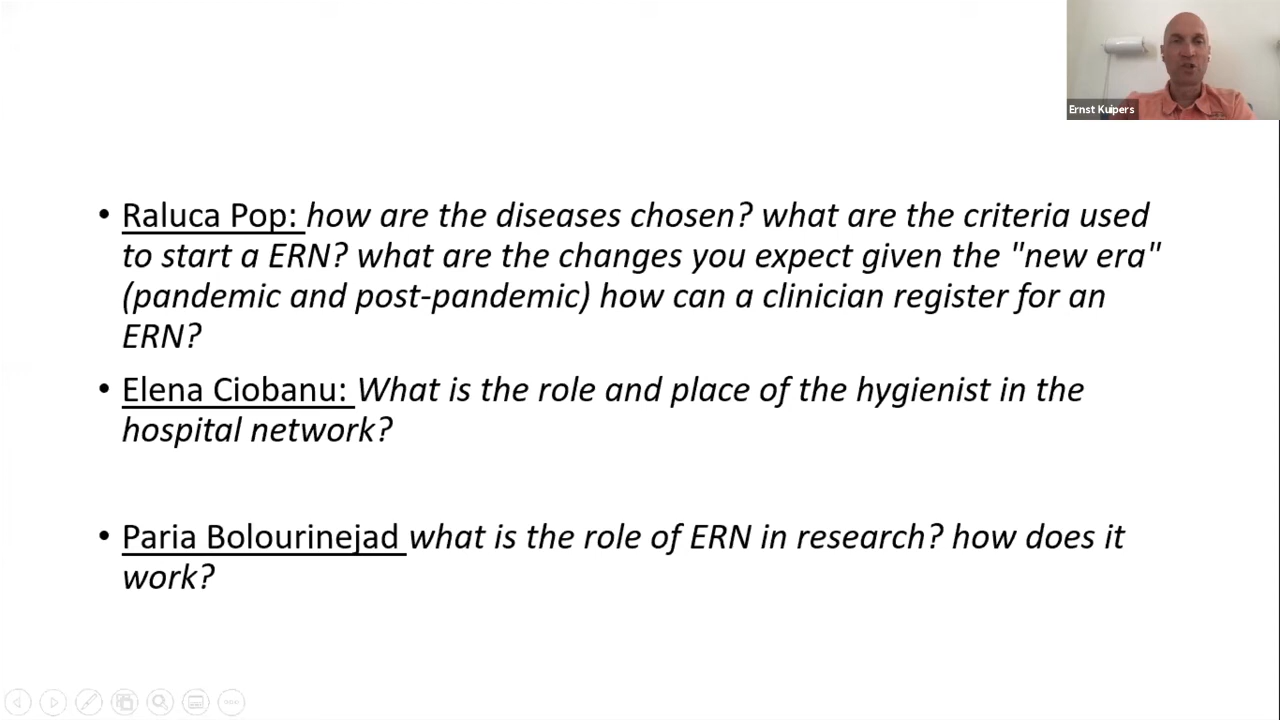 Ernst Kuipers
• Raluca Pop: how are the diseases chosen? what are the criteria used
to start a ERN? what are the changes you expect given the "new era"
(pandemic and post-pandemic) how can a clinician register for an
ERN?
• Elena Ciobanu: What is the role and place of the hygienist in the
hospital network?
• Paria Bolourinejad what is the role of ERN in research? how does it
work?